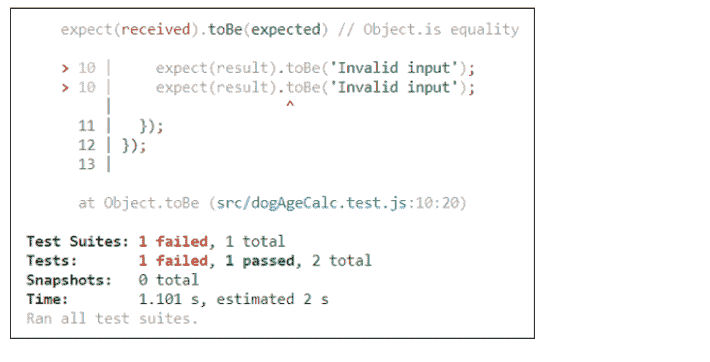 expect(received).toBe(expected) // Object.is equality
> 10 |     expect(result).toBe('Invalid input');
> 10 |     expect(result).toBe('Invalid input');
     |                    ^
  11 |   });
  12 | });
  13 |
at Object.toBe (src/dogAgeCalc.test.js:10:20)
Test Suites: 1 failed, 1 total
Tests:       1 failed, 1 passed, 2 total
Snapshots:   0 total
Time:        1.101 s, estimated 2 s
Ran all test suites.